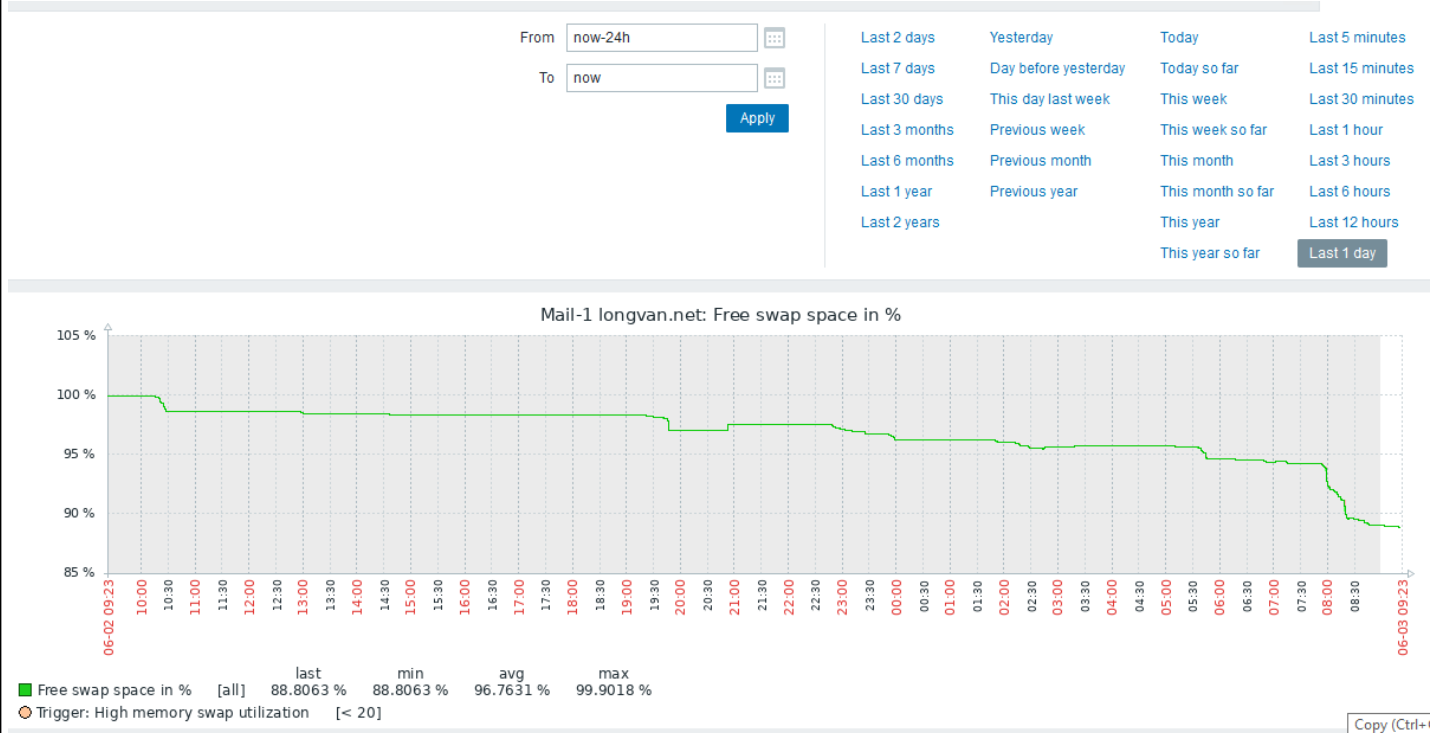 From now-24h
To now
Apply
Last 2 days Yesterday Today Last 5 minutes
Last 7 days Day before yesterday Today so far Last 15 minutes
Last 30 days This day last week This week Last 30 minutes
Last 3 months Previous week This week so far Last 1 hour
Last 6 months Previous month This month Last 3 hours
Last 1 year Previous year This month so far Last 6 hours
Last 2 years This year Last 12 hours
This year so far Last 1 day
Mail-1 longvan.net: Free swap space in %
105 %
100 %
95 %
90 %
85 %
06-02 09:23 10:00 10:30 11:00 11:30 12:00 12:30 13:00 13:30 14:00 14:30 15:00 15:30 16:00 16:30 17:00 17:30 18:00 18:30 19:00 19:30 20:00 20:30 21:00 21:30 22:00 22:30 23:00 23:30 00:00 00:30 01:00 01:30 02:00 02:30 03:00 03:30 04:00 04:30 05:00 05:30 06:00 06:30 07:00 07:30 08:00 08:30 06-03 09:23
last min avg max
Free swap space in % [all] 88.8063 % 88.8063 % 96.7631 % 99.9018 %
Trigger: High memory swap utilization [< 20]
Copy (Ctrl+